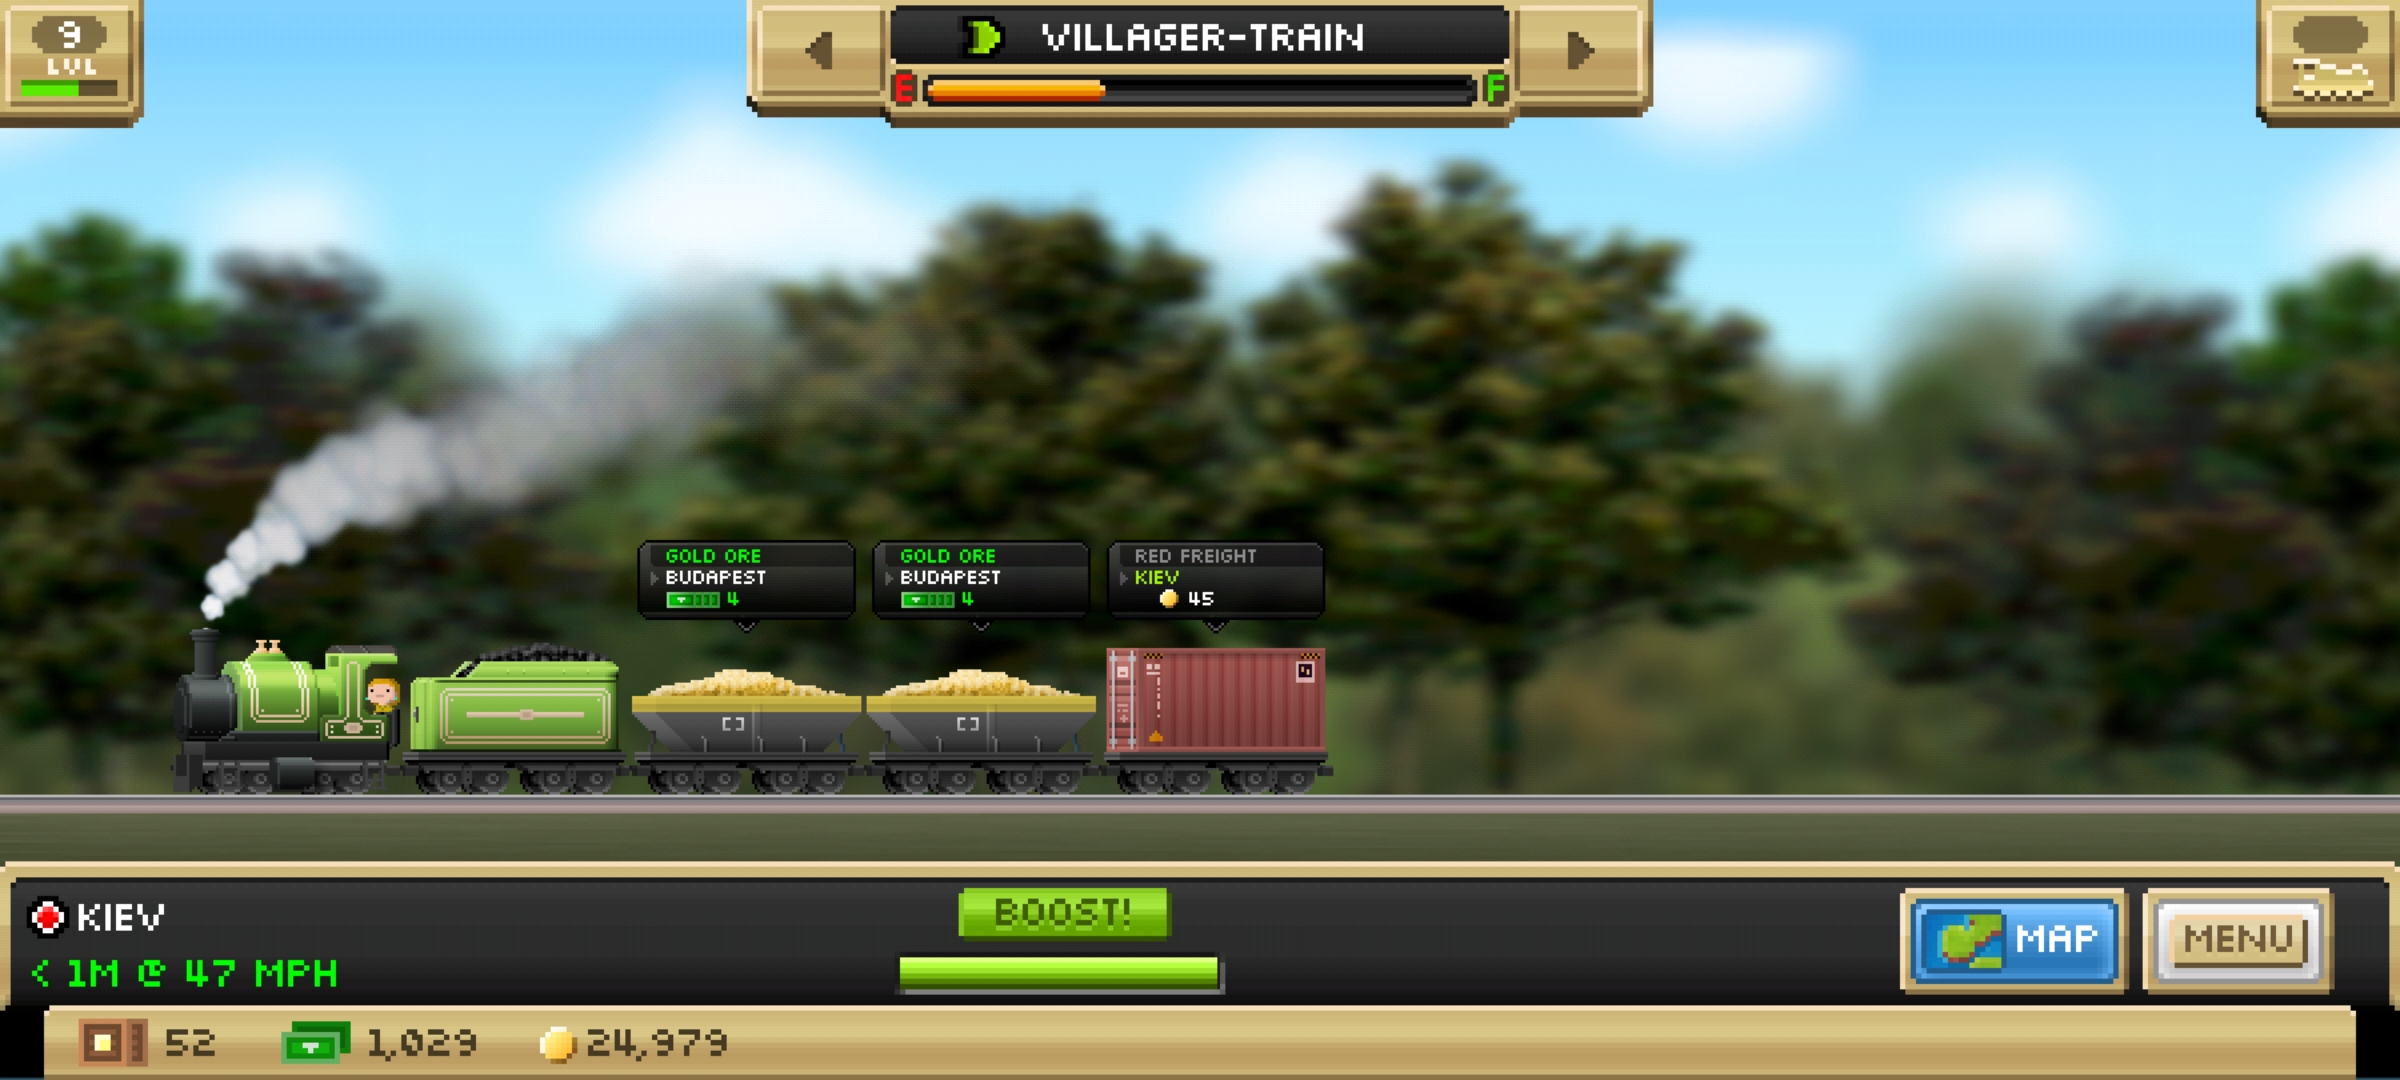 9
LVL
VILLAGER-TRAIN
E F
GOLD ORE
BUDAPEST
4
GOLD ORE
BUDAPEST
4
RED FREIGHT
KIEV
45
KIEV
< 1M @ 47 MPH
BOOST!
MAP
MENU
52
1,029
24,979